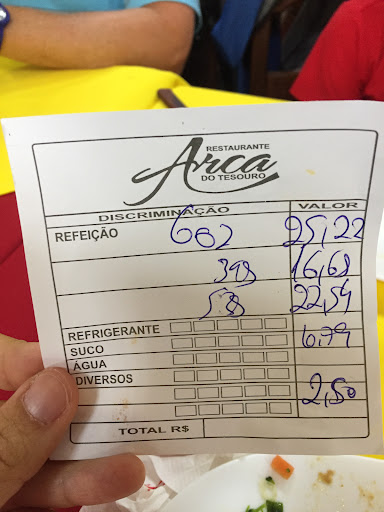 RESTAURANTE
Arca
DO TESOURO
DISCRIMINAÇÃO VALOR
REFEIÇÃO 602 25,22
398 16,68
538 22,54
REFRIGERANTE 6,79
SUCO
ÁGUA
DIVERSOS 2,50
TOTAL R$